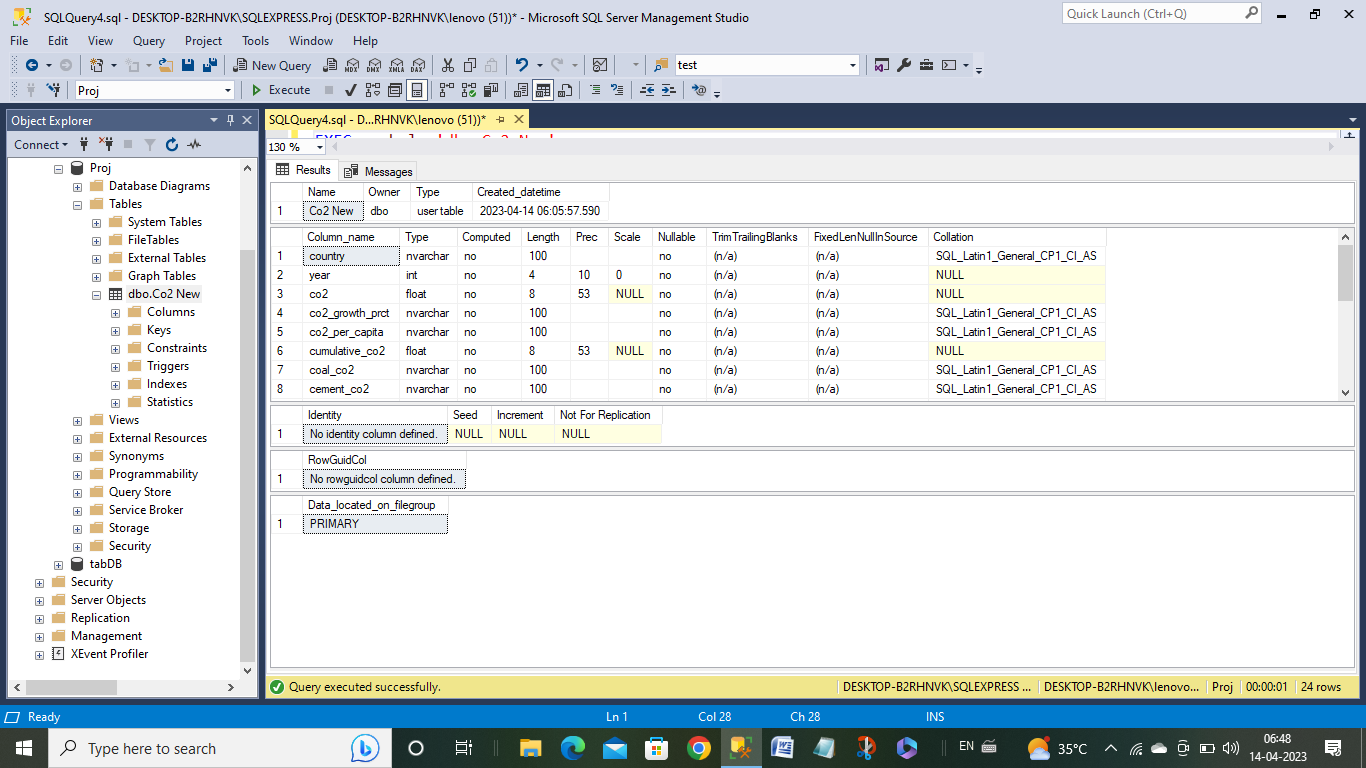 SQLQuery4.sql - DESKTOP-B2RHNVK\SQLEXPRESS.Proj (DESKTOP-B2RHNVK\lenovo (51))* - Microsoft SQL Server Management Studio
Quick Launch (Ctrl+Q)
File Edit View Query Project Tools Window Help
New Query MDX DMX XMLA DAX test
Proj Execute
Object Explorer
SQLQuery4.sql - D...RHNVK\lenovo (51))*
Connect
130 %
Results Messages
Proj
Database Diagrams
Tables
System Tables
FileTables
External Tables
Graph Tables
dbo.Co2 New
Columns
Keys
Constraints
Triggers
Indexes
Statistics
Views
External Resources
Synonyms
Programmability
Query Store
Service Broker
Storage
Security
tabDB
Security
Server Objects
Replication
Management
XEvent Profiler
Name Owner Type Created_datetime
1 Co2 New dbo user table 2023-04-14 06:05:57.590
Column_name Type Computed Length Prec Scale Nullable TrimTrailingBlanks FixedLenNullInSource Collation
1 country nvarchar no 100 no (n/a) (n/a) SQL_Latin1_General_CP1_CI_AS
2 year int no 4 10 0 no (n/a) (n/a) NULL
3 co2 float no 8 53 NULL no (n/a) (n/a) NULL
4 co2_growth_prct nvarchar no 100 no (n/a) (n/a) SQL_Latin1_General_CP1_CI_AS
5 co2_per_capita nvarchar no 100 no (n/a) (n/a) SQL_Latin1_General_CP1_CI_AS
6 cumulative_co2 float no 8 53 NULL no (n/a) (n/a) NULL
7 coal_co2 nvarchar no 100 no (n/a) (n/a) SQL_Latin1_General_CP1_CI_AS
8 cement_co2 nvarchar no 100 no (n/a) (n/a) SQL_Latin1_General_CP1_CI_AS
Identity Seed Increment Not For Replication
1 No identity column defined. NULL NULL NULL
RowGuidCol
1 No rowguidcol column defined.
Data_located_on_filegroup
1 PRIMARY
Query executed successfully. DESKTOP-B2RHNVK\SQLEXPRESS ... DESKTOP-B2RHNVK\lenovo... Proj 00:00:01 24 rows
Ready Ln 1 Col 28 Ch 28 INS
Type here to search EN 35°C 06:48
14-04-2023